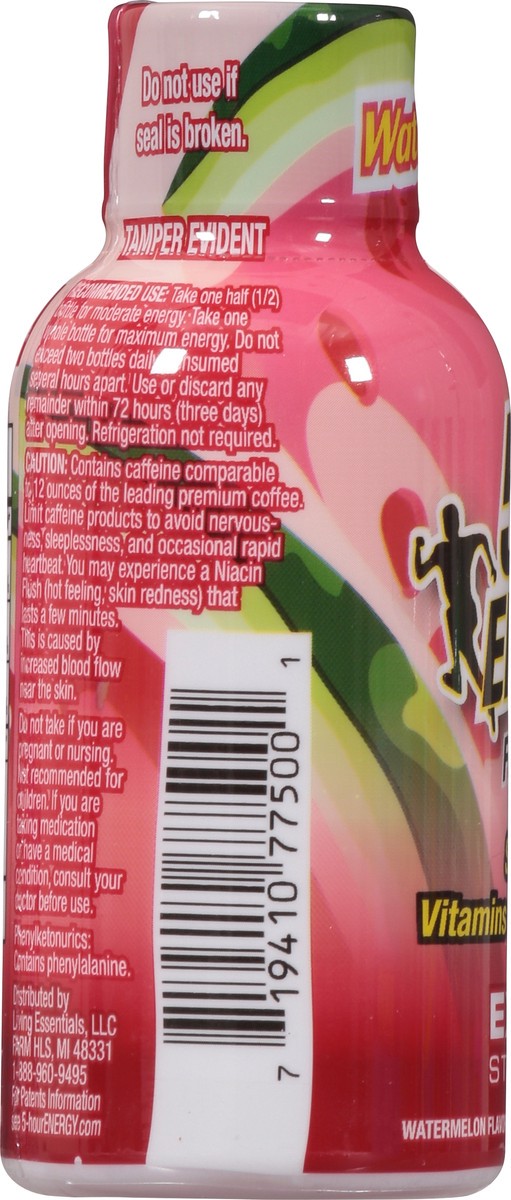 Do not use if
seal is broken.
Wat
TAMPER EVIDENT
RECOMMENDED USE: Take one half (1/2)
bottle for moderate energy. Take one
whole bottle for maximum energy. Do not
exceed two bottles daily, consumed
several hours apart. Use or discard any
remainder within 72 hours (three days)
after opening. Refrigeration not required.
CAUTION: Contains caffeine comparable
to 12 ounces of the leading premium coffee.
Limit caffeine products to avoid nervous-
ness, sleeplessness, and occasional rapid
heartbeat. You may experience a Niacin
Flush (hot feeling, skin redness) that
lasts a few minutes.
This is caused by
increased blood flow
near the skin.
Do not take if you are
pregnant or nursing.
Not recommended for
children. If you are
taking medication
or have a medical
condition, consult your
doctor before use.
Phenylketonurics:
Contains phenylalanine.
Distributed by
Living Essentials, LLC
FARM HLS, MI 48331
1-888-960-9495
For Patents Information
see 5-hourENERGY.com
7 19410 77500 1
Vitamins
E
ST
WATERMELON FLAVO